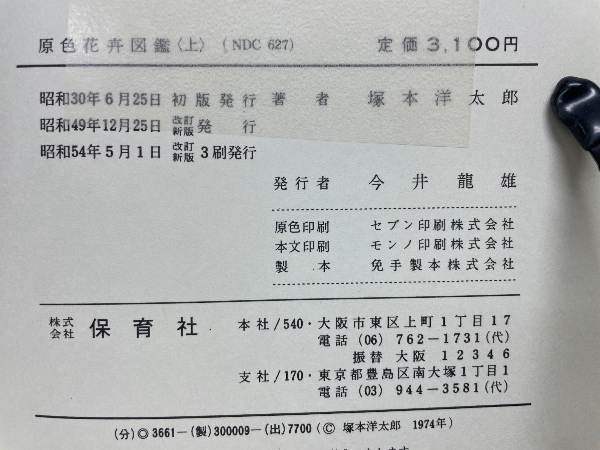 原色花卉図鑑〈上〉 (NDC 627) 定価3,100円
昭和30年6月25日 初版発行 著者 塚本洋太郎
昭和49年12月25日 改訂新版 発行
昭和54年5月1日 改訂新版 3刷発行
発行者 今井龍雄
原色印刷 セブン印刷株式会社
本文印刷 モンノ印刷株式会社
製本 免手製本株式会社
株式会社 保育社 本社/540・大阪市東区上町1丁目17
電話 (06) 762-1731(代)
振替 大阪 12346
支社/170・東京都豊島区南大塚1丁目1
電話 (03) 944-3581(代)
(分)◎3661-(製)300009-(出)7700 (© 塚本洋太郎 1974年)